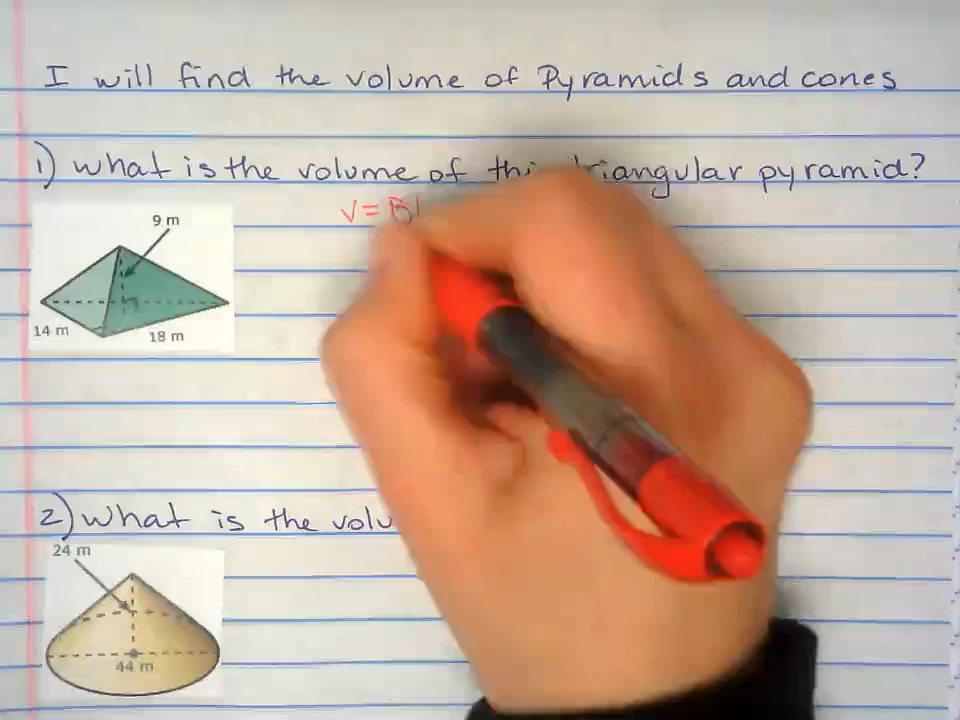 I will find the volume of Pyramids and cones
1) what is the volume of triangular pyramid?
V = B
9 m
14 m
18 m
2) what is the
24 m
44 m